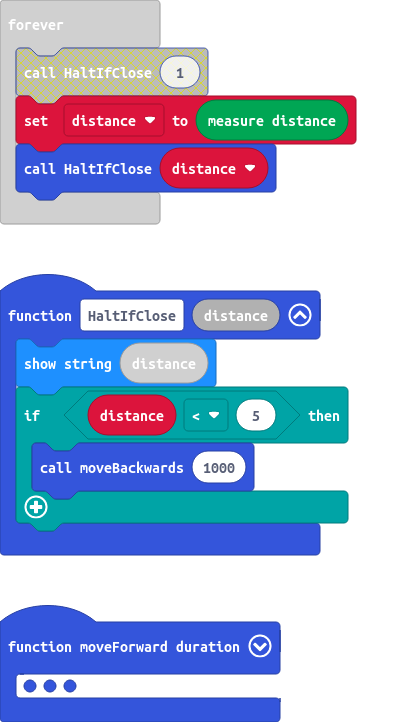 forever
call HaltIfClose 1
set distance to measure distance
call HaltIfClose distance
function HaltIfClose distance
show string distance
if distance < 5 then
call moveBackwards 1000
function moveForward duration